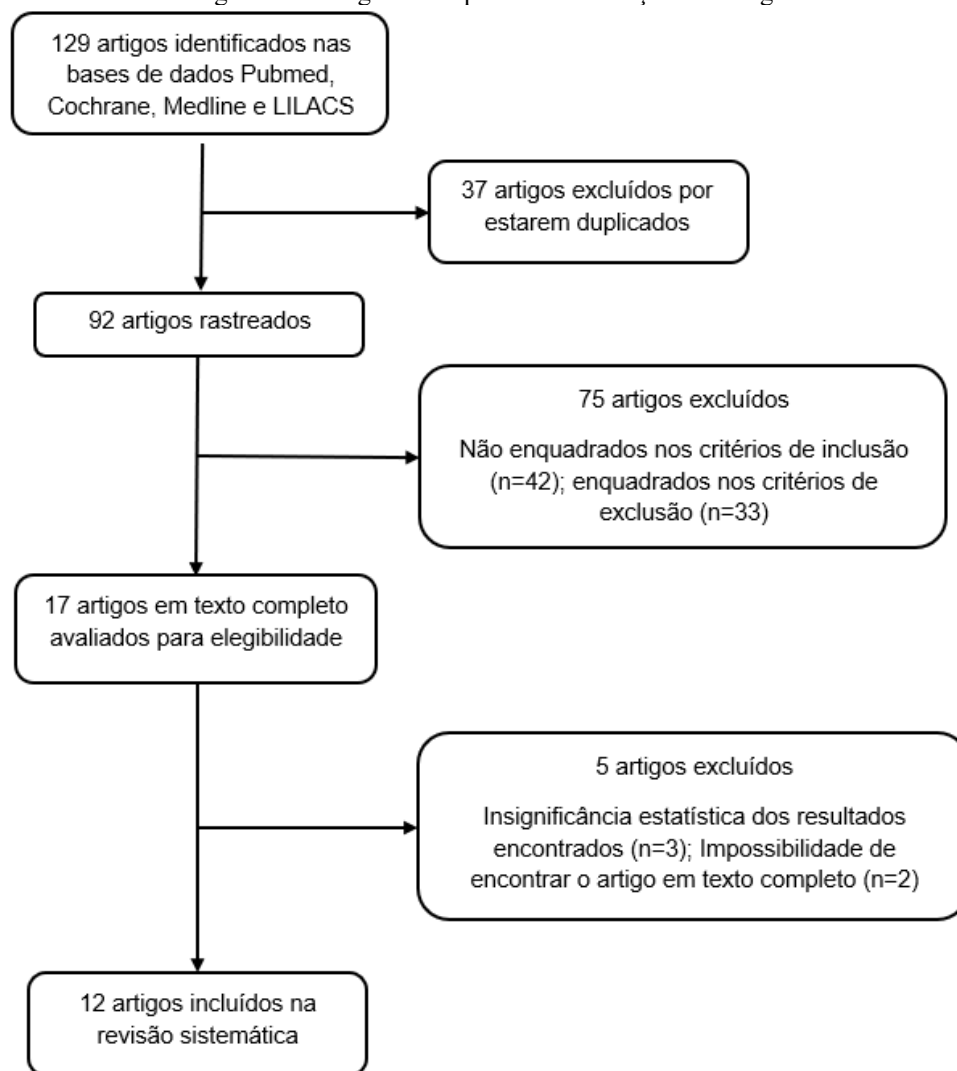 129 artigos identificados nas
bases de dados Pubmed,
Cochrane, Medline e LILACS
37 artigos excluídos por
estarem duplicados
92 artigos rastreados
75 artigos excluídos
Não enquadrados nos critérios de inclusão
(n=42); enquadrados nos critérios de
exclusão (n=33)
17 artigos em texto completo
avaliados para elegibilidade
5 artigos excluídos
Insignificância estatística dos resultados
encontrados (n=3); Impossibilidade de
encontrar o artigo em texto completo (n=2)
12 artigos incluídos na
revisão sistemática